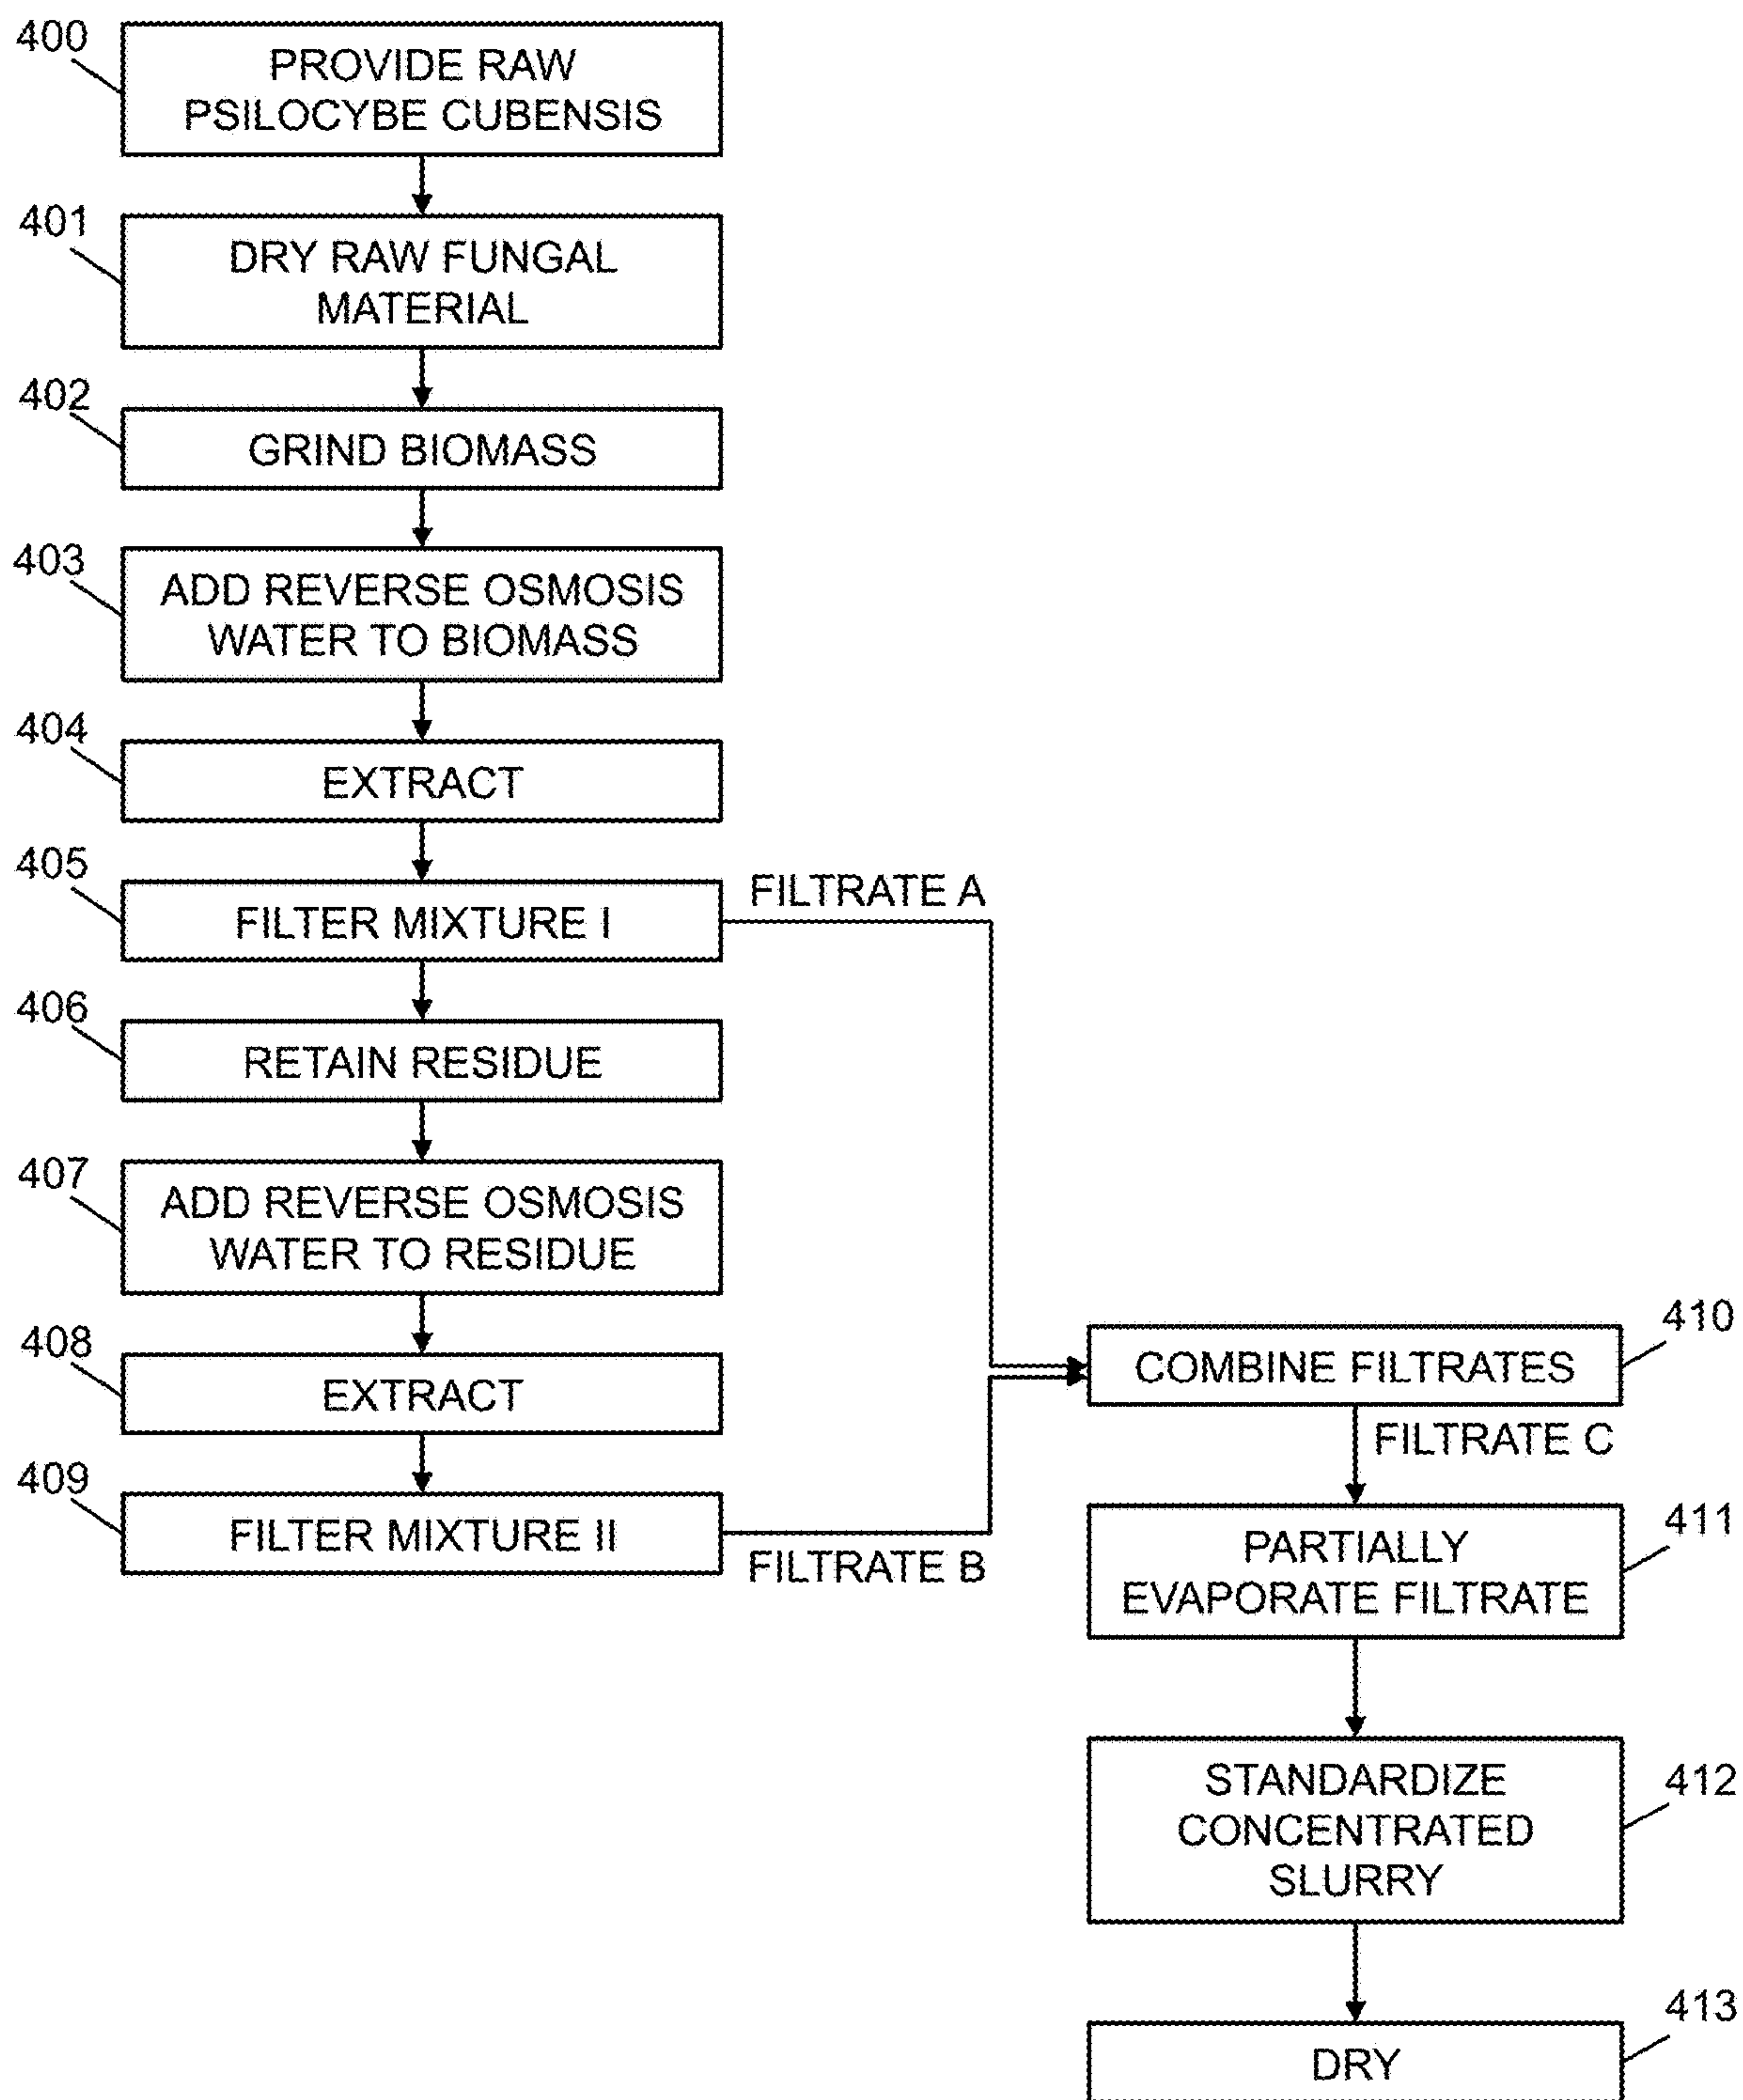 400
PROVIDE RAW
PSILOCYBE CUBENSIS
401
DRY RAW FUNGAL
MATERIAL
402
GRIND BIOMASS
403
ADD REVERSE OSMOSIS
WATER TO BIOMASS
404
EXTRACT
405
FILTER MIXTURE I
FILTRATE A
406
RETAIN RESIDUE
407
ADD REVERSE OSMOSIS
WATER TO RESIDUE
408
EXTRACT
409
FILTER MIXTURE II
FILTRATE B
410
COMBINE FILTRATES
FILTRATE C
411
PARTIALLY
EVAPORATE FILTRATE
412
STANDARDIZE
CONCENTRATED
SLURRY
413
DRY